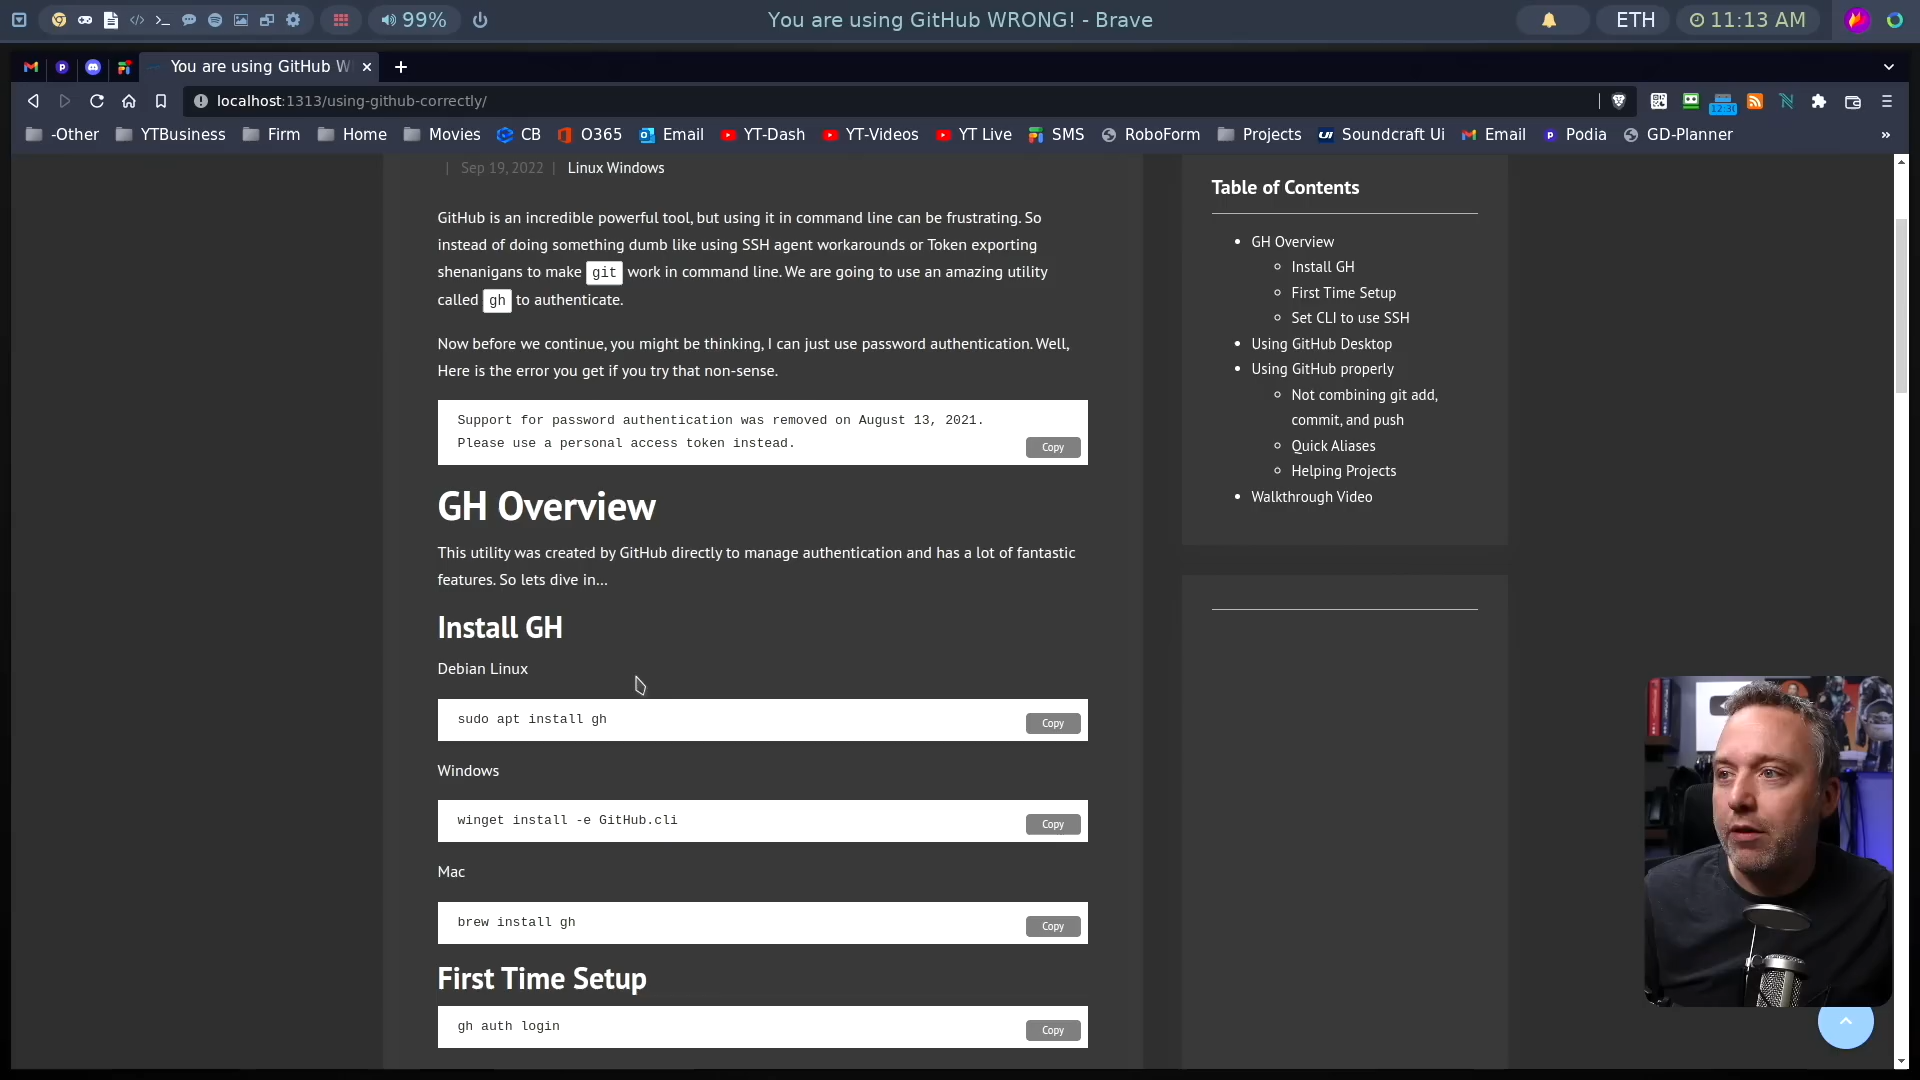 99%
You are using GitHub WRONG! - Brave
ETH
11:13 AM
You are using GitHub W
localhost:1313/using-github-correctly/
12:30
-Other
YTBusiness
Firm
Home
Movies
CB
O365
Email
YT-Dash
YT-Videos
YT Live
SMS
RoboForm
Projects
Soundcraft Ui
Email
Podia
GD-Planner
»
| Sep 19, 2022 | Linux Windows
GitHub is an incredible powerful tool, but using it in command line can be frustrating. So
instead of doing something dumb like using SSH agent workarounds or Token exporting
shenanigans to make git work in command line. We are going to use an amazing utility
called gh to authenticate.
Now before we continue, you might be thinking, I can just use password authentication. Well,
Here is the error you get if you try that non-sense.
Support for password authentication was removed on August 13, 2021.
Please use a personal access token instead.
Copy
GH Overview
This utility was created by GitHub directly to manage authentication and has a lot of fantastic
features. So lets dive in...
Install GH
Debian Linux
sudo apt install gh
Copy
Windows
winget install -e GitHub.cli
Copy
Mac
brew install gh
Copy
First Time Setup
gh auth login
Copy
Table of Contents
GH Overview
Install GH
First Time Setup
Set CLI to use SSH
Using GitHub Desktop
Using GitHub properly
Not combining git add,
commit, and push
Quick Aliases
Helping Projects
Walkthrough Video